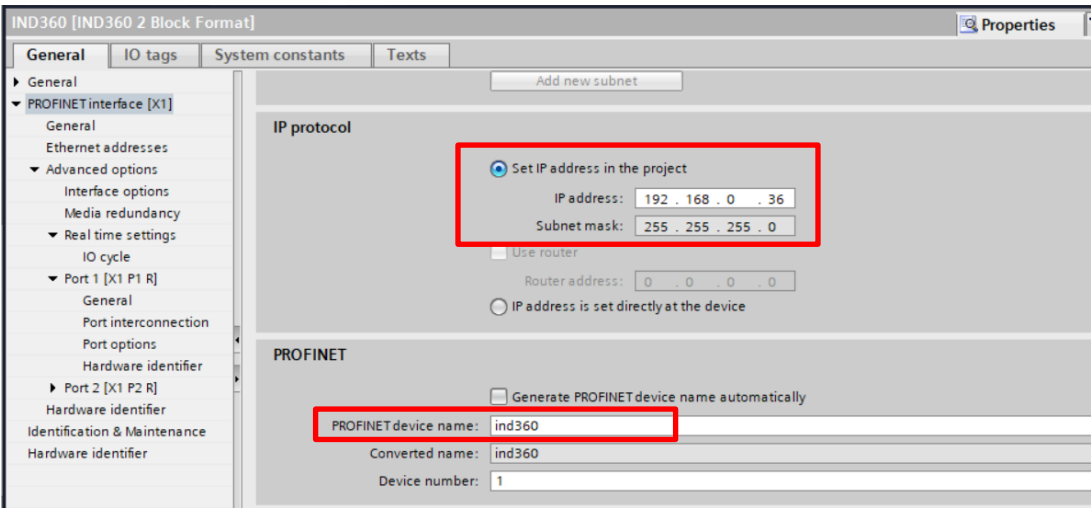 IND360 [IND360 2 Block Format]
Properties
General
IO tags
System constants
Texts
General
PROFINET interface [X1]
General
Ethernet addresses
Advanced options
Interface options
Media redundancy
Real time settings
IO cycle
Port 1 [X1 P1 R]
General
Port interconnection
Port options
Hardware identifier
Port 2 [X1 P2 R]
Hardware identifier
Identification & Maintenance
Hardware identifier
Add new subnet
IP protocol
Set IP address in the project
IP address: 192 . 168 . 0 . 36
Subnet mask: 255 . 255 . 255 . 0
Use router
Router address: 0 . 0 . 0 . 0
IP address is set directly at the device
PROFINET
Generate PROFINET device name automatically
PROFINET device name: ind360
Converted name: ind360
Device number: 1